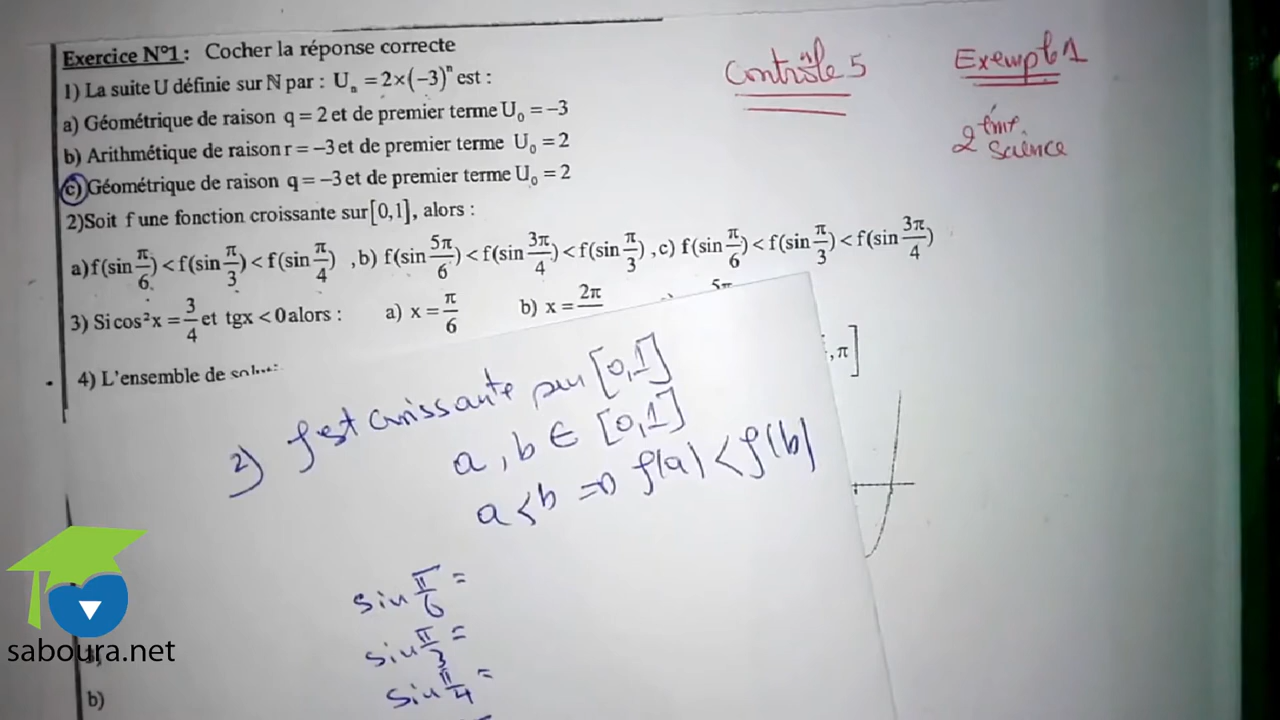 Exercice N°1 : Cocher la réponse correcte
Contrôle 5
Exemple 1
2 ème Science
1) La suite U définie sur ℕ par : Uₙ = 2×(−3)ⁿ est :
a) Géométrique de raison q = 2 et de premier terme U₀ = −3
b) Arithmétique de raison r = −3 et de premier terme U₀ = 2
c) Géométrique de raison q = −3 et de premier terme U₀ = 2
2)Soit f une fonction croissante sur [0,1], alors :
a) f(sin π/6) < f(sin π/3) < f(sin π/4) , b) f(sin 5π/6) < f(sin 3π/4) < f(sin π/3) , c) f(sin π/6) < f(sin π/3) < f(sin 3π/4)
3) Si cos²x = 3/4 et tgx < 0 alors : a) x = π/6 b) x = 2π 5π
4) L'ensemble de , π]
2) f est croissante sur [0,1]
a, b ∈ [0,1]
a < b => f(a) < f(b)
sin π/6 =
sin π/3 =
sin π/4 =
saboura.net
b)